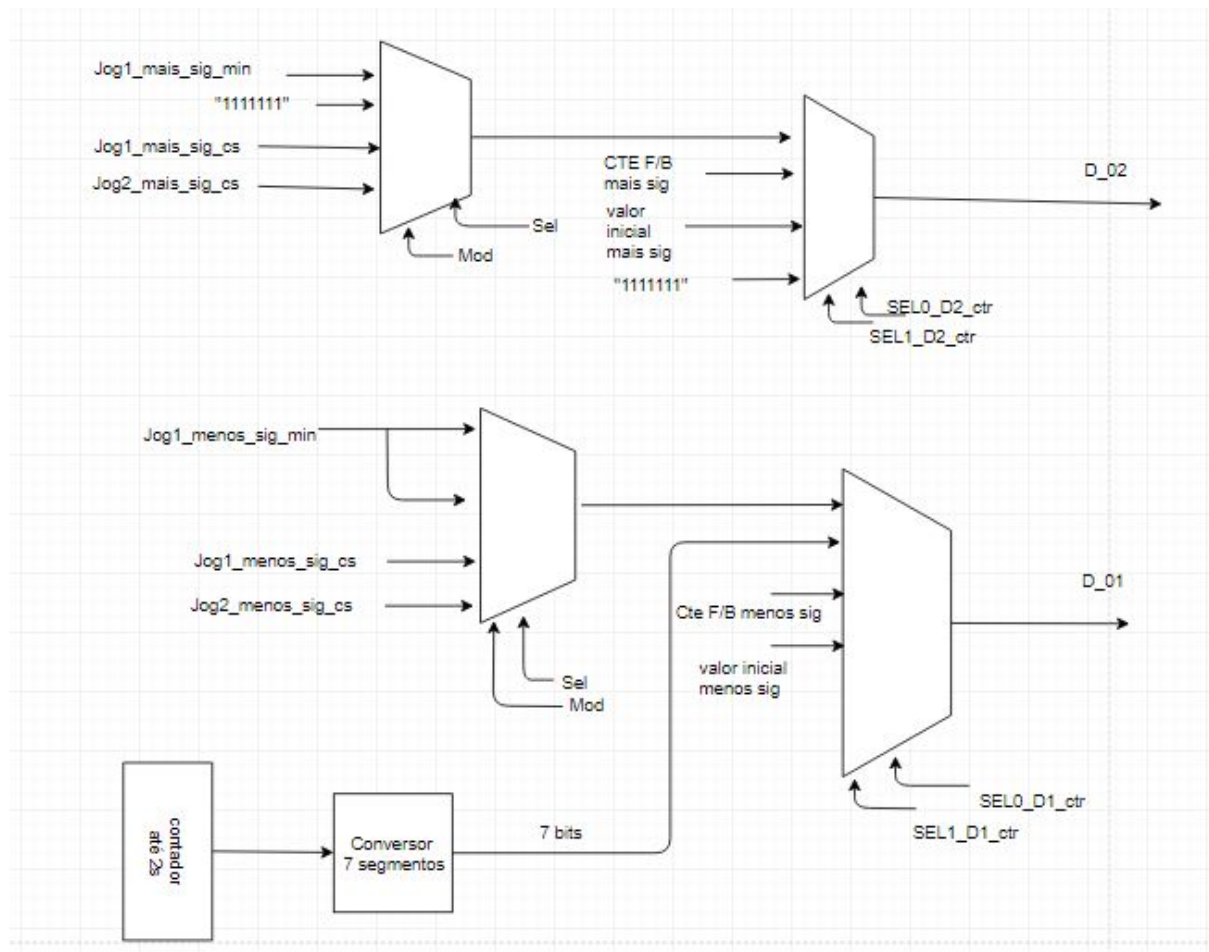 Jog1_mais_sig_min
"1111111"
Jog1_mais_sig_cs
Jog2_mais_sig_cs
Sel
Mod
CTE F/B
mais sig
valor
inicial
mais sig
"1111111"
D_02
SEL0_D2_ctr
SEL1_D2_ctr
Jog1_menos_sig_min
Jog1_menos_sig_cs
Jog2_menos_sig_cs
Sel
Mod
Cte F/B menos sig
valor inicial
menos sig
D_01
SEL0_D1_ctr
SEL1_D1_ctr
contador
até 2s
Conversor
7 segmentos
7 bits